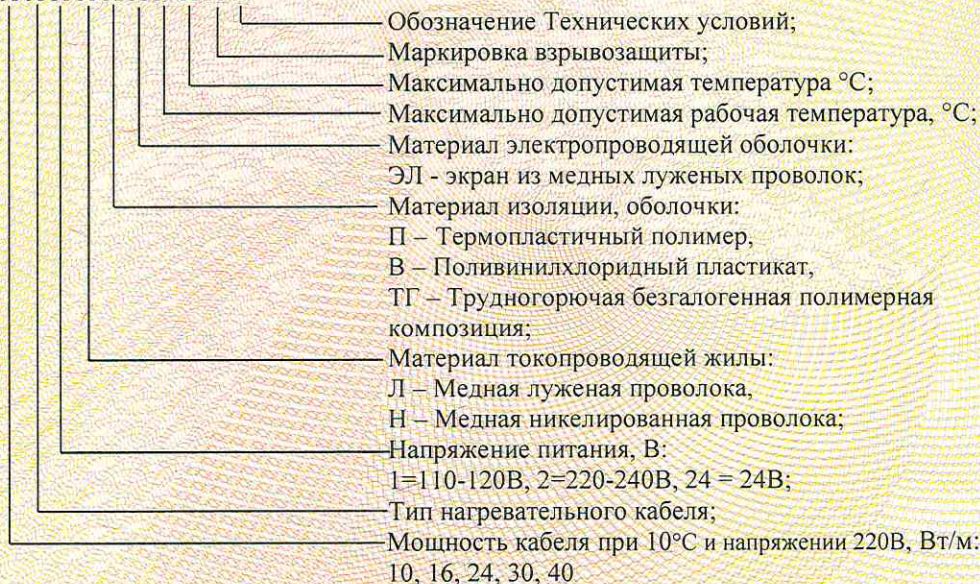 Обозначение Технических условий;
Маркировка взрывозащиты;
Максимально допустимая температура °С;
Максимально допустимая рабочая температура, °С;
Материал электропроводящей оболочки:
ЭЛ - экран из медных луженых проволок;
Материал изоляции, оболочки:
П – Термопластичный полимер,
В – Поливинилхлоридный пластикат,
ТГ – Трудногорючая безгалогенная полимерная
композиция;
Материал токопроводящей жилы:
Л – Медная луженая проволока,
Н – Медная никелированная проволока;
Напряжение питания, В:
1=110-120В, 2=220-240В, 24 = 24В;
Тип нагревательного кабеля;
Мощность кабеля при 10°С и напряжении 220В, Вт/м:
10, 16, 24, 30, 40